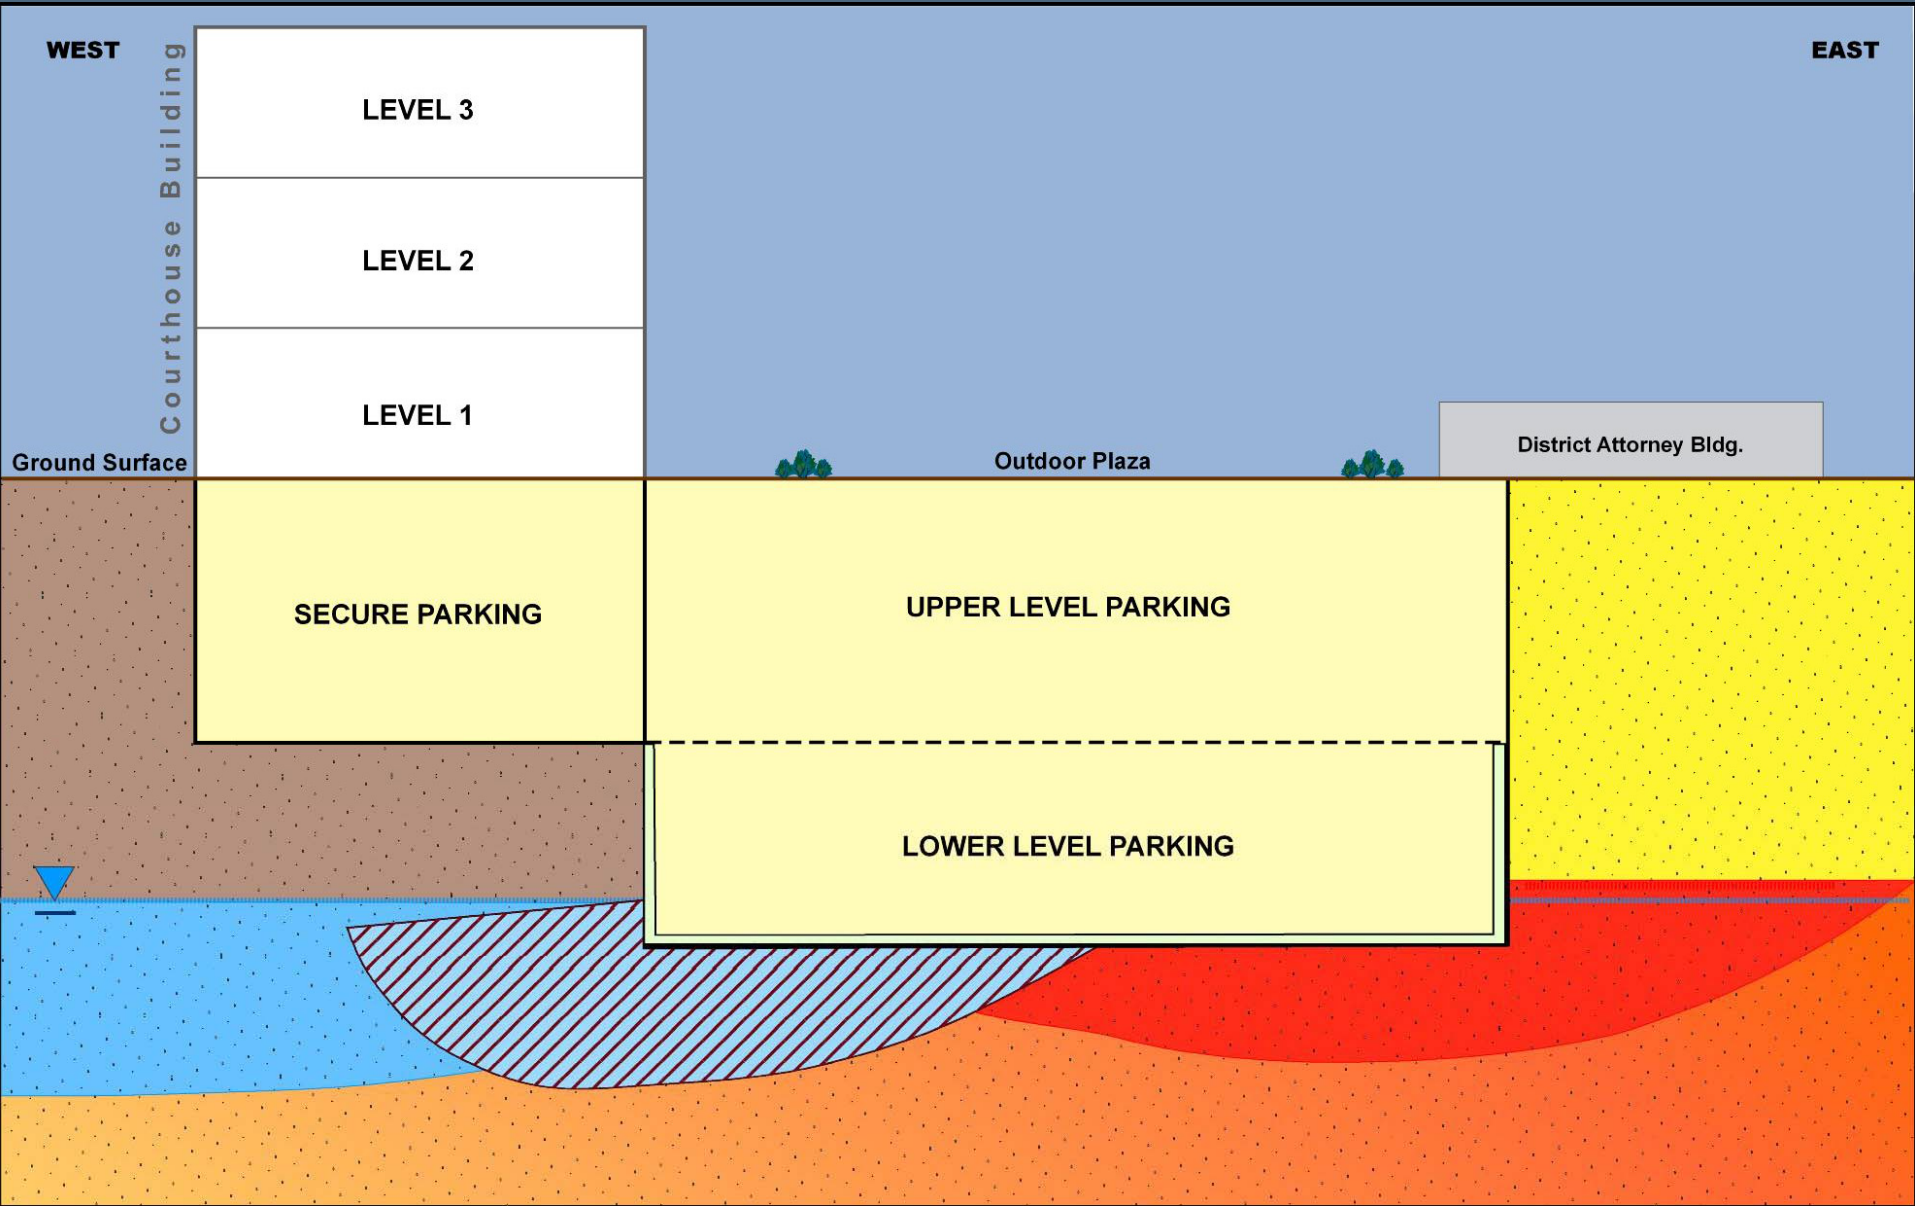 WEST
EAST
Courthouse Building
LEVEL 3
LEVEL 2
LEVEL 1
Ground Surface
Outdoor Plaza
District Attorney Bldg.
SECURE PARKING
UPPER LEVEL PARKING
LOWER LEVEL PARKING